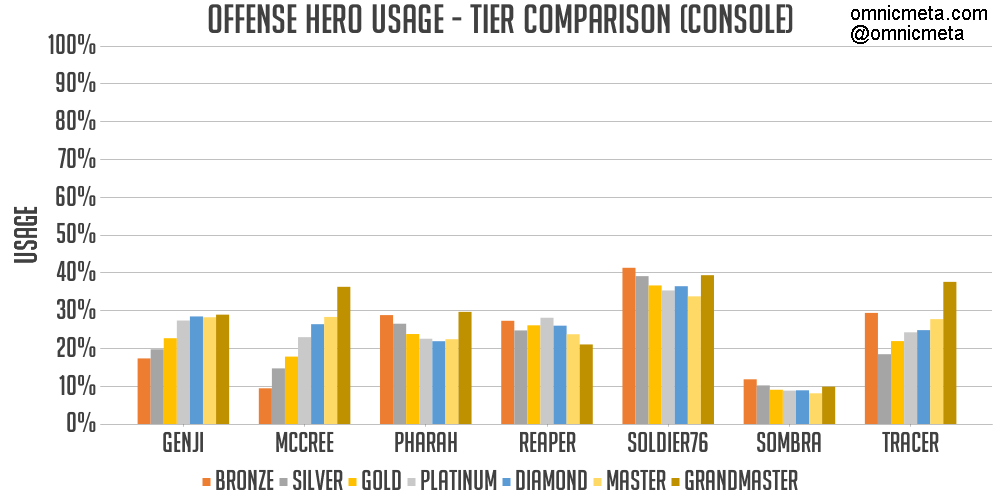 OFFENSE HERO USAGE - TIER COMPARISON (CONSOLE)
omnicmeta.com
@omnicmeta
100%
90%
80%
70%
60%
50%
40%
30%
20%
10%
0%
USAGE
GENJI MCCREE PHARAH REAPER SOLDIER76 SOMBRA TRACER
BRONZE SILVER GOLD PLATINUM DIAMOND MASTER GRANDMASTER